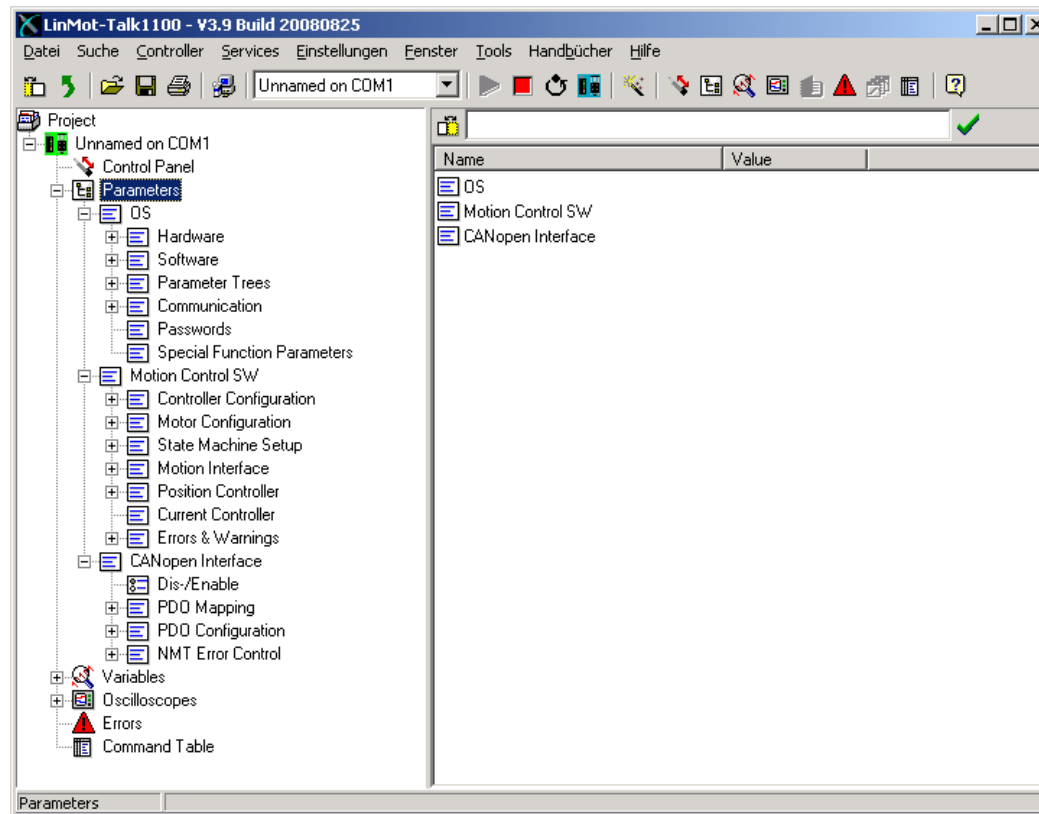 LinMot-Talk1100 - V3.9 Build 20080825
Datei Suche Controller Services Einstellungen Fenster Tools Handbücher Hilfe
Unnamed on COM1
Project
Unnamed on COM1
Control Panel
Parameters
OS
Hardware
Software
Parameter Trees
Communication
Passwords
Special Function Parameters
Motion Control SW
Controller Configuration
Motor Configuration
State Machine Setup
Motion Interface
Position Controller
Current Controller
Errors & Warnings
CANopen Interface
Dis-/Enable
PDO Mapping
PDO Configuration
NMT Error Control
Variables
Oscilloscopes
Errors
Command Table
Name Value
OS
Motion Control SW
CANopen Interface
Parameters